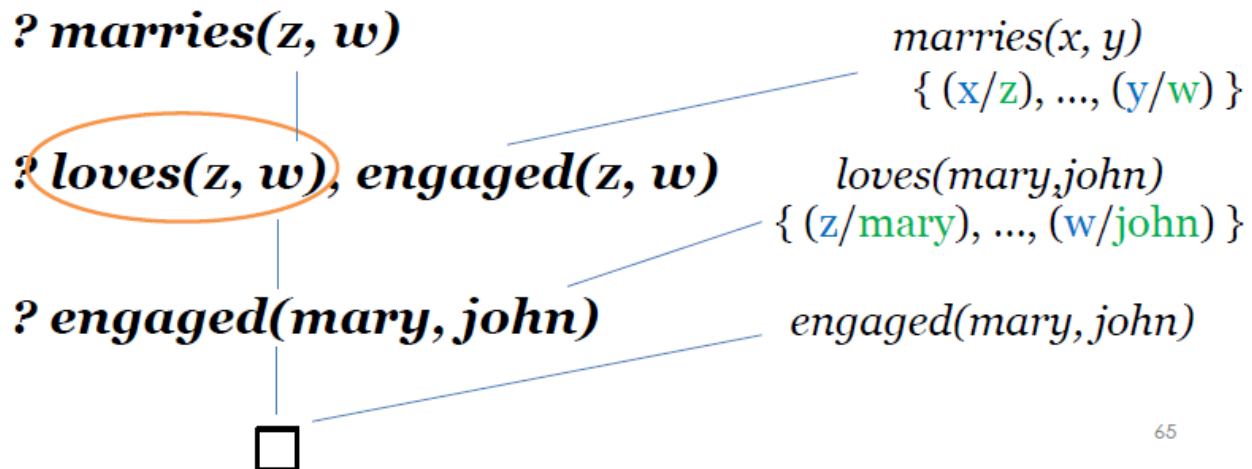 ? marries(z, w)
marries(x, y)
{ (x/z), ..., (y/w) }
? loves(z, w), engaged(z, w)
loves(mary,john)
{ (z/mary), ..., (w/john) }
? engaged(mary, john)
engaged(mary, john)
65